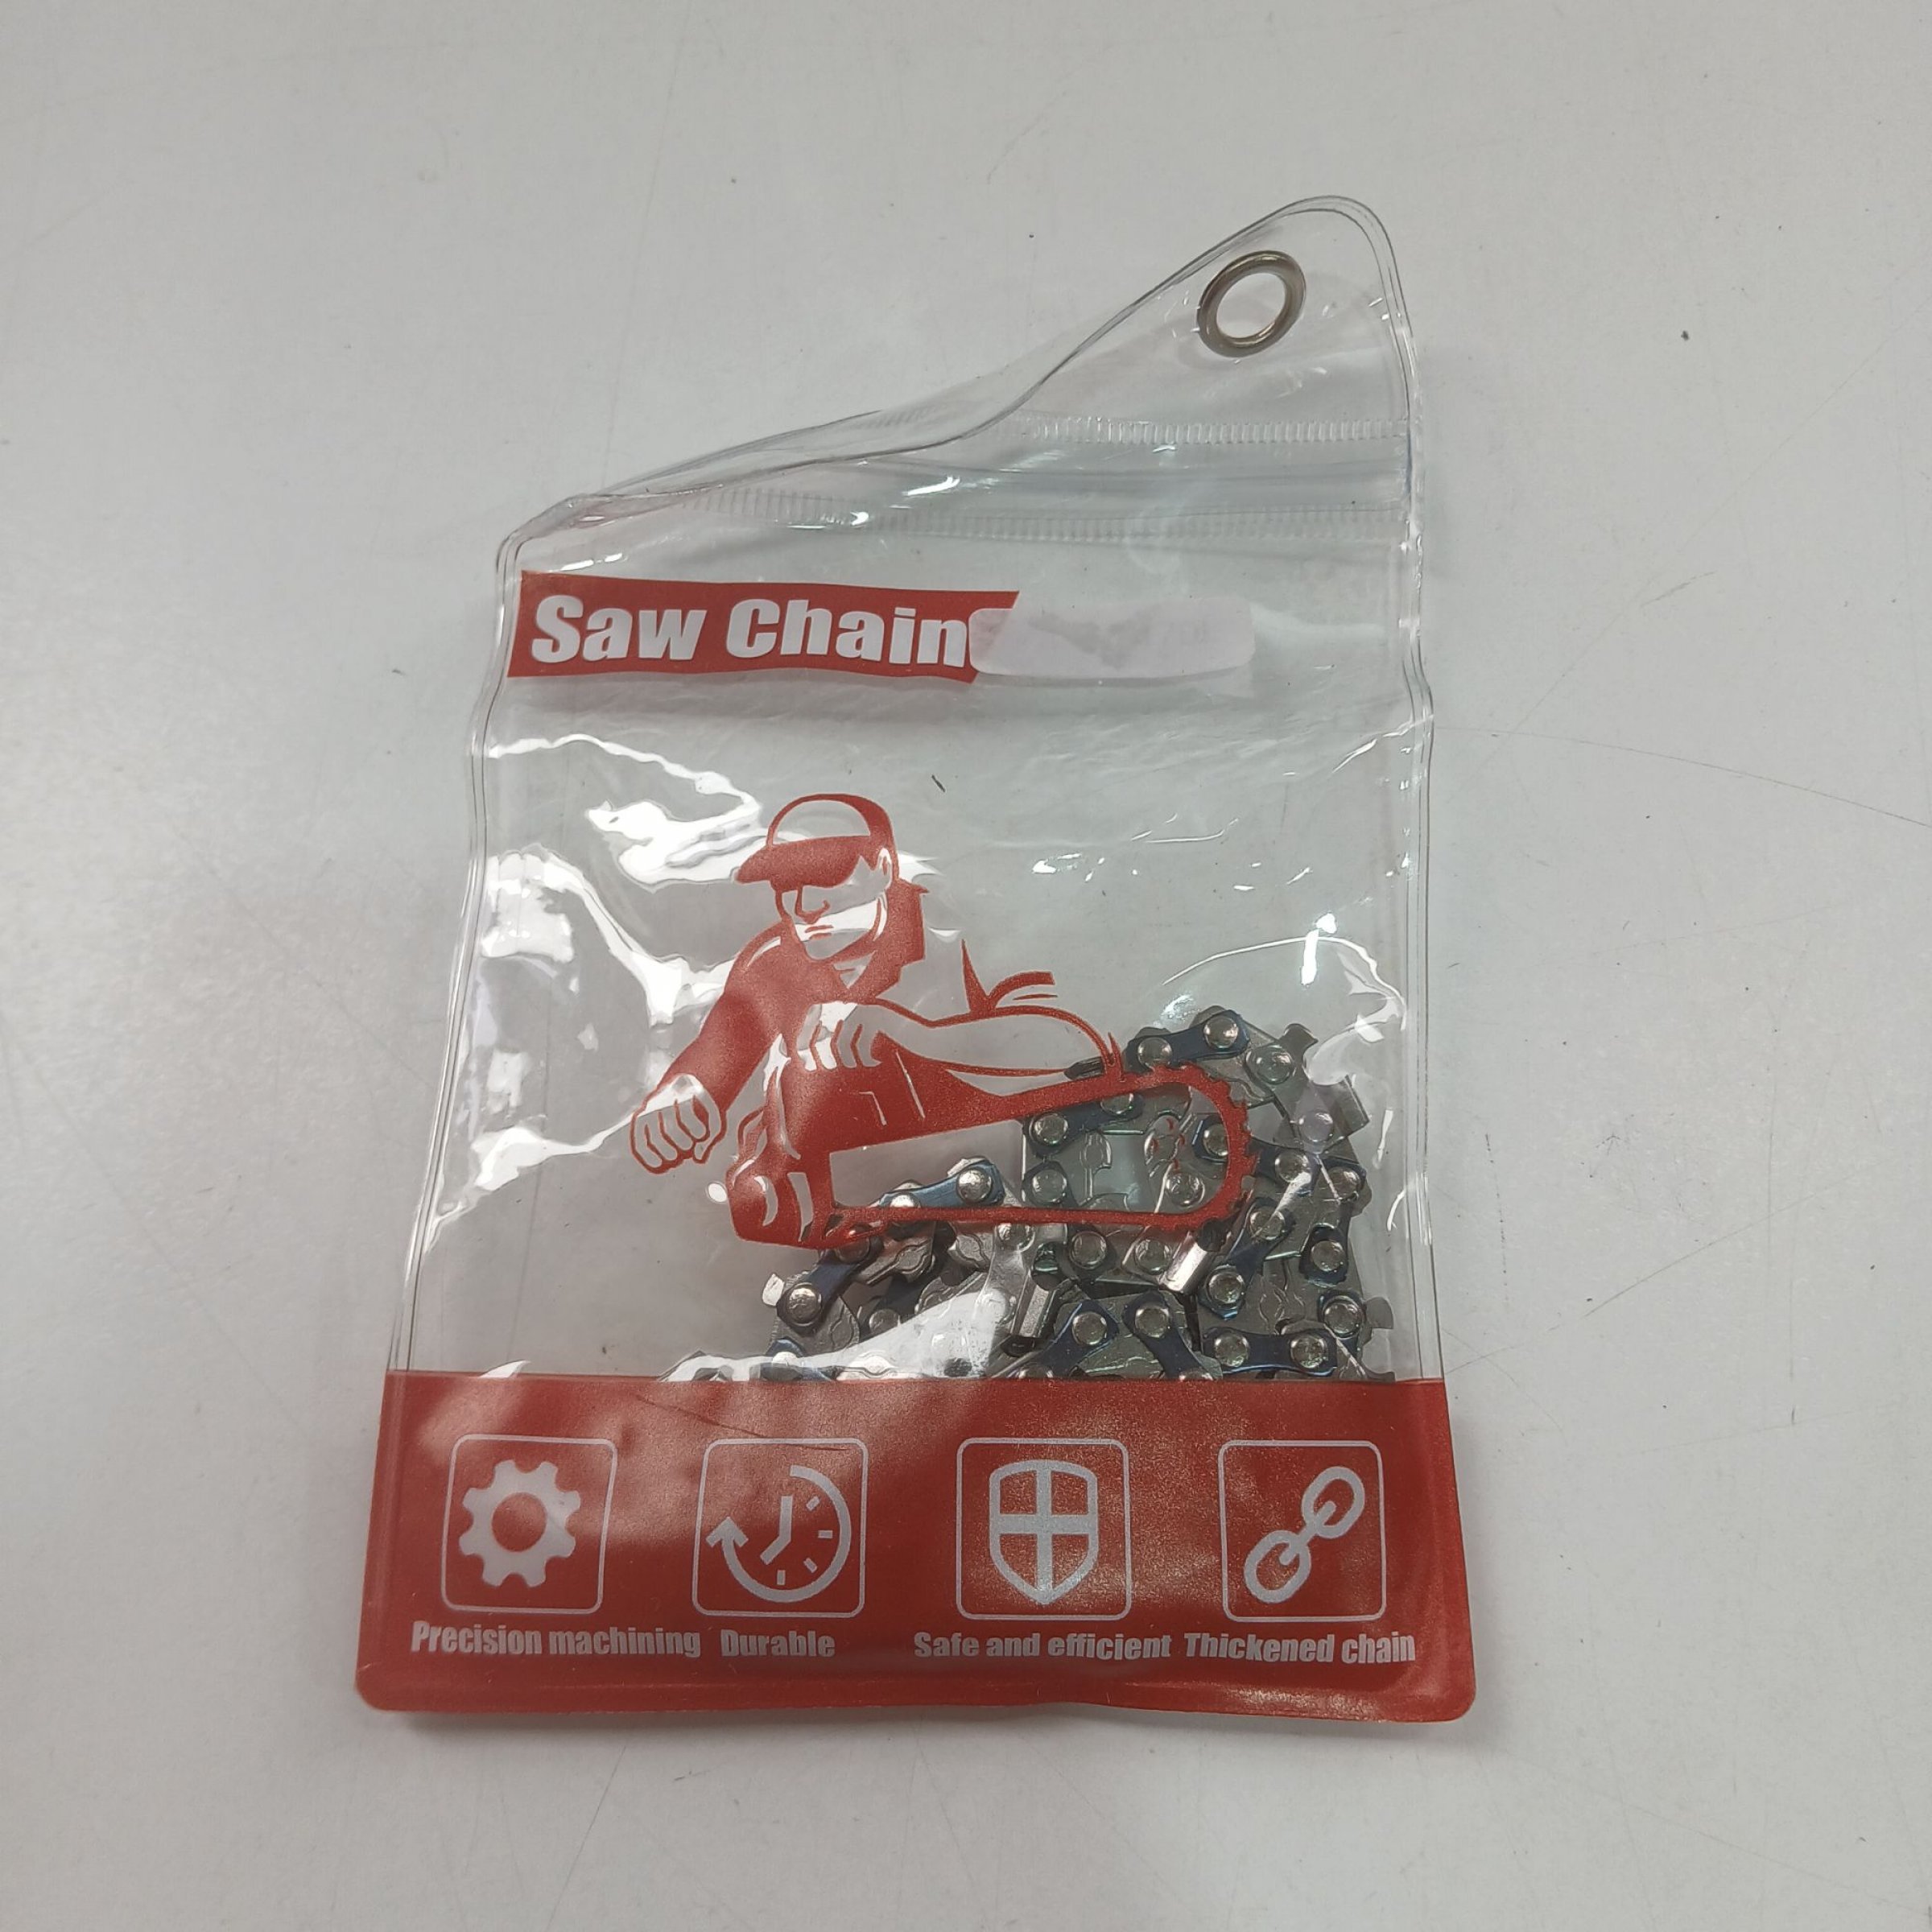 Saw Chain
Precision machining Durable Safe and efficient Thickened chain